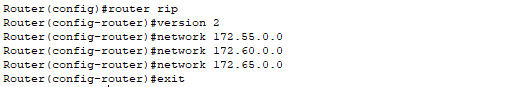 Router(config)#router rip
Router(config-router)#version 2
Router(config-router)#network 172.55.0.0
Router(config-router)#network 172.60.0.0
Router(config-router)#network 172.65.0.0
Router(config-router)#exit